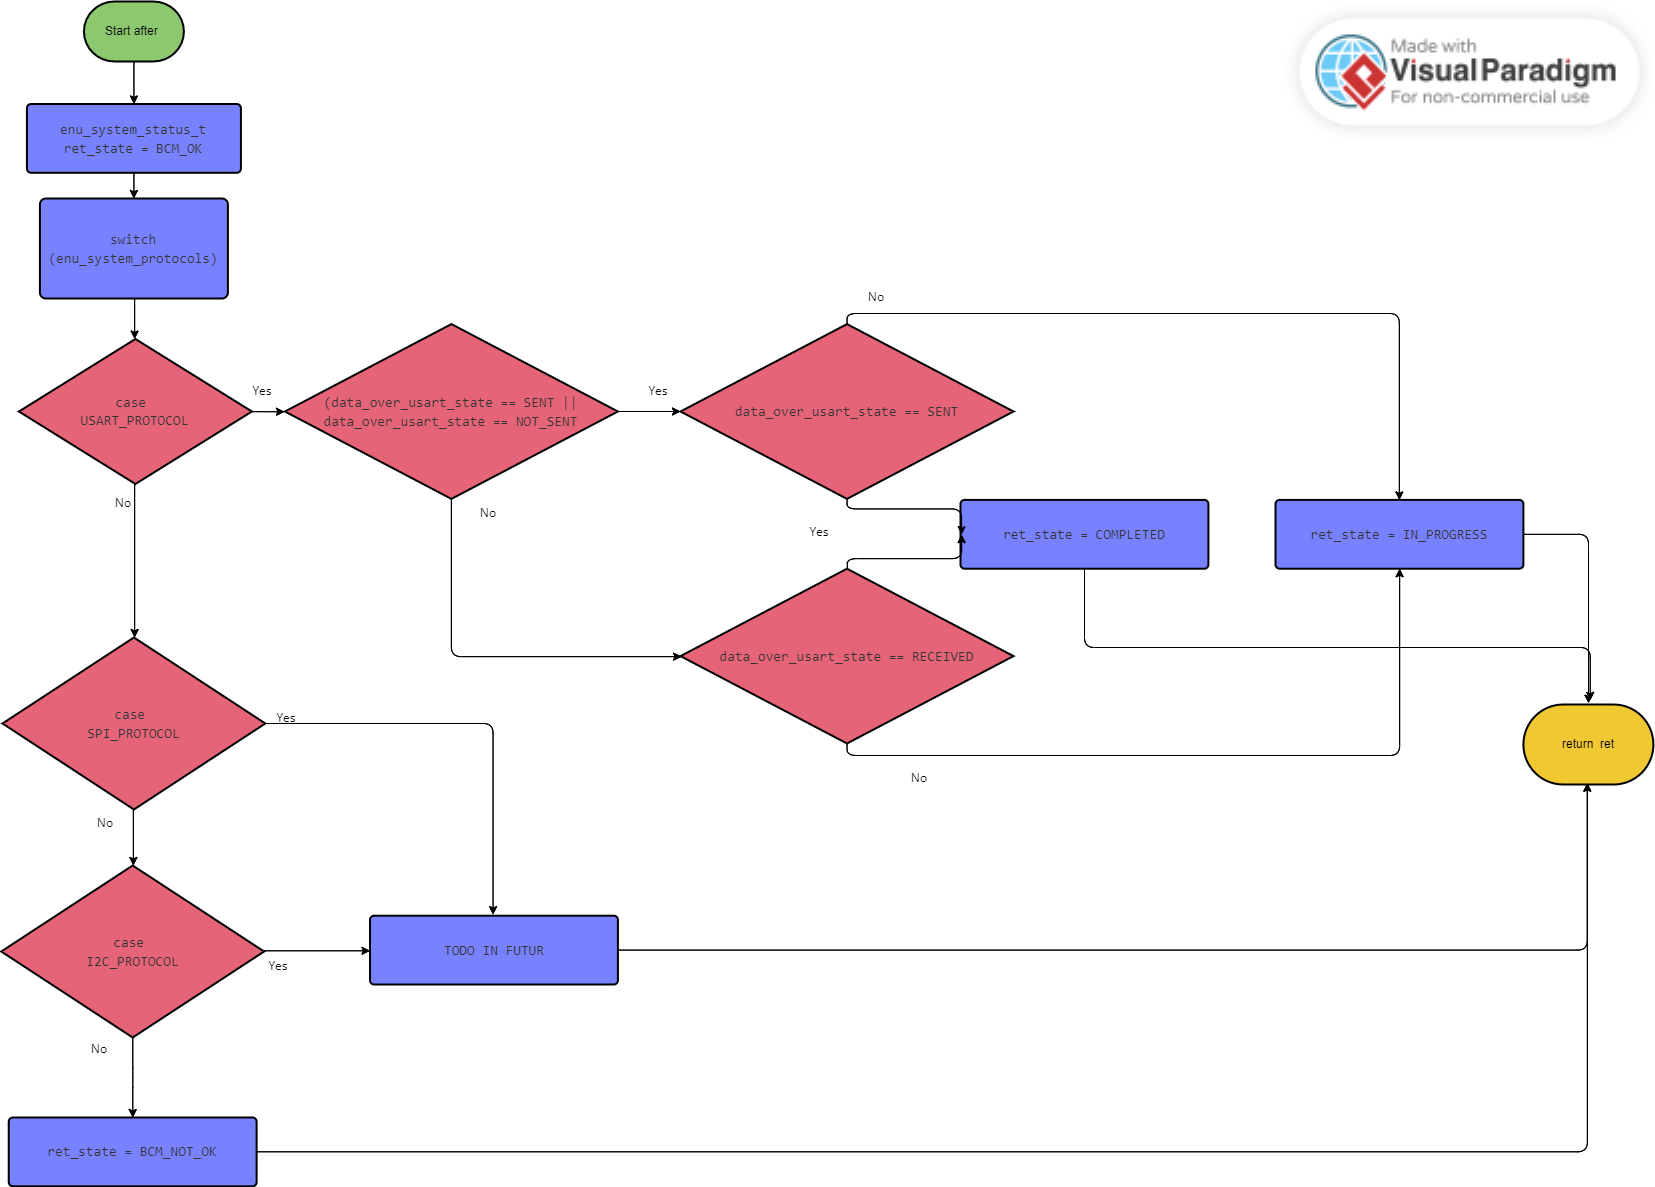 Start after
Made with
Visual Paradigm
For non-commercial use
enu_system_status_t
ret_state = BCM_OK
switch
(enu_system_protocols)
No
case
USART_PROTOCOL
Yes
(data_over_usart_state == SENT ||
data_over_usart_state == NOT_SENT
Yes
data_over_usart_state == SENT
No
No
Yes
ret_state = COMPLETED
ret_state = IN_PROGRESS
data_over_usart_state == RECEIVED
case
SPI_PROTOCOL
Yes
No
return ret
No
case
I2C_PROTOCOL
Yes
TODO IN FUTUR
No
ret_state = BCM_NOT_OK